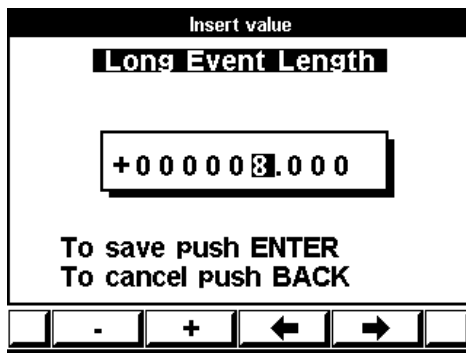 Insert value
Long Event Length
+000008.000
To save push ENTER
To cancel push BACK
- + ← →